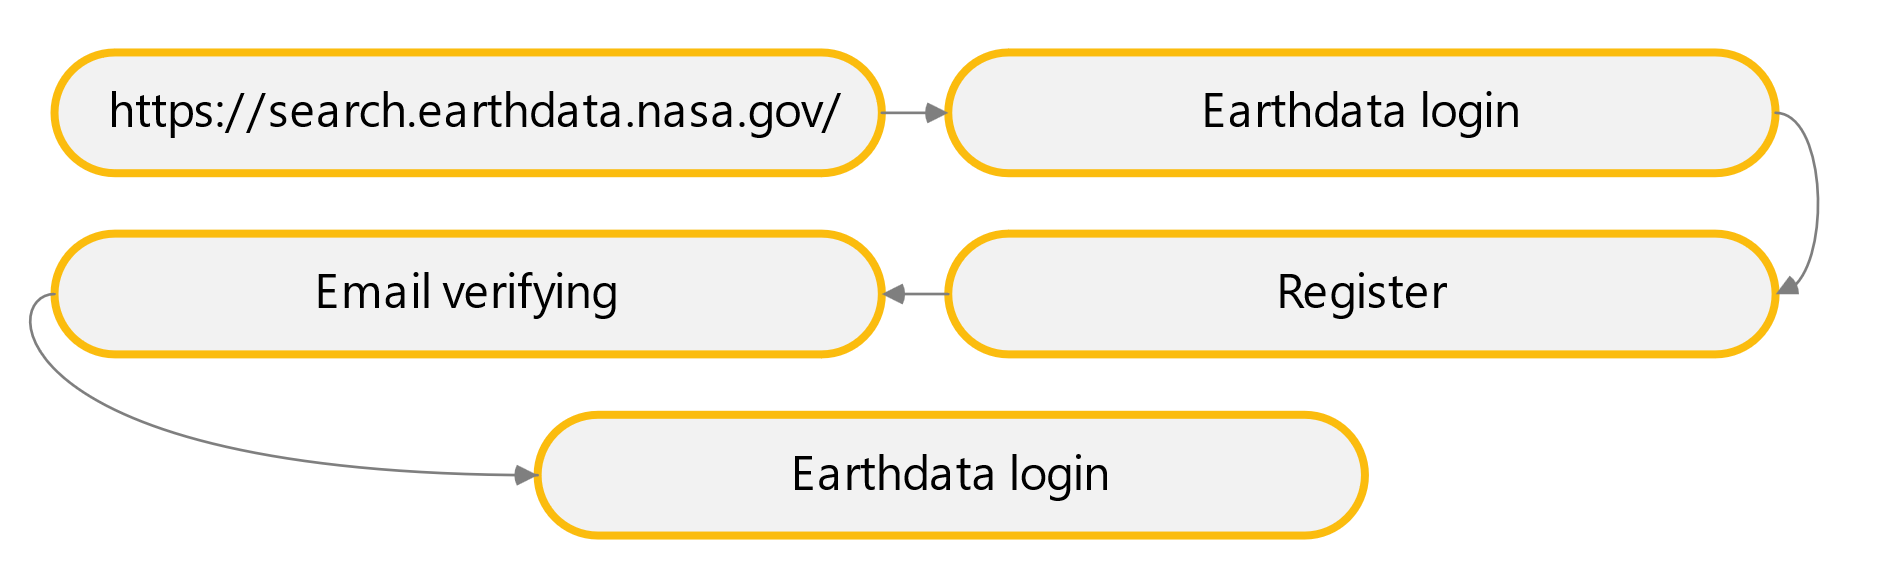 https://search.earthdata.nasa.gov/
Earthdata login
Register
Email verifying
Earthdata login